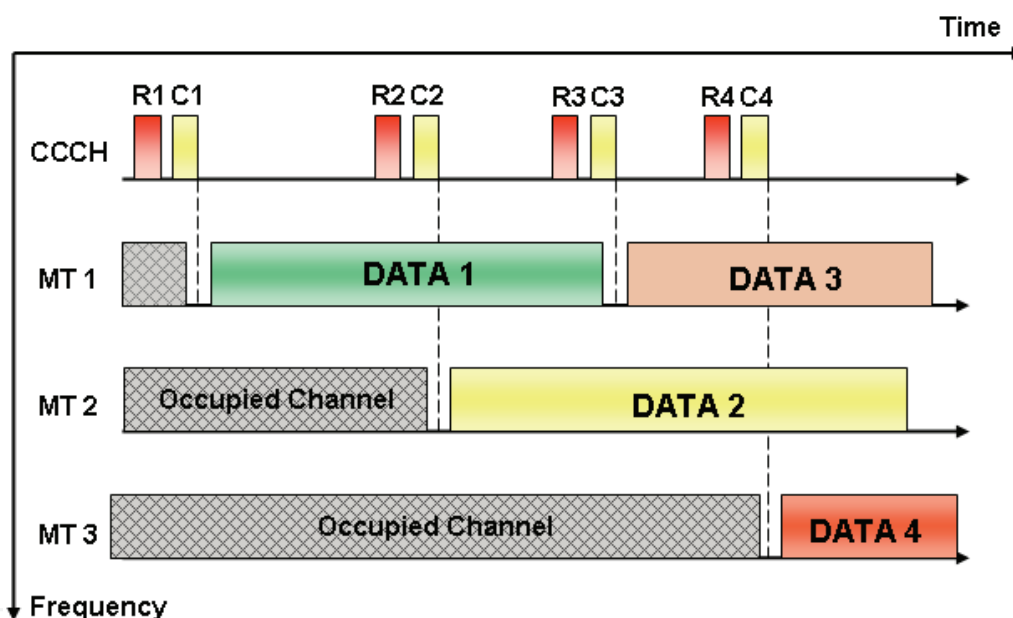 Time
R1 C1 R2 C2 R3 C3 R4 C4
CCCH
MT 1 DATA 1 DATA 3
MT 2 Occupied Channel DATA 2
MT 3 Occupied Channel DATA 4
Frequency